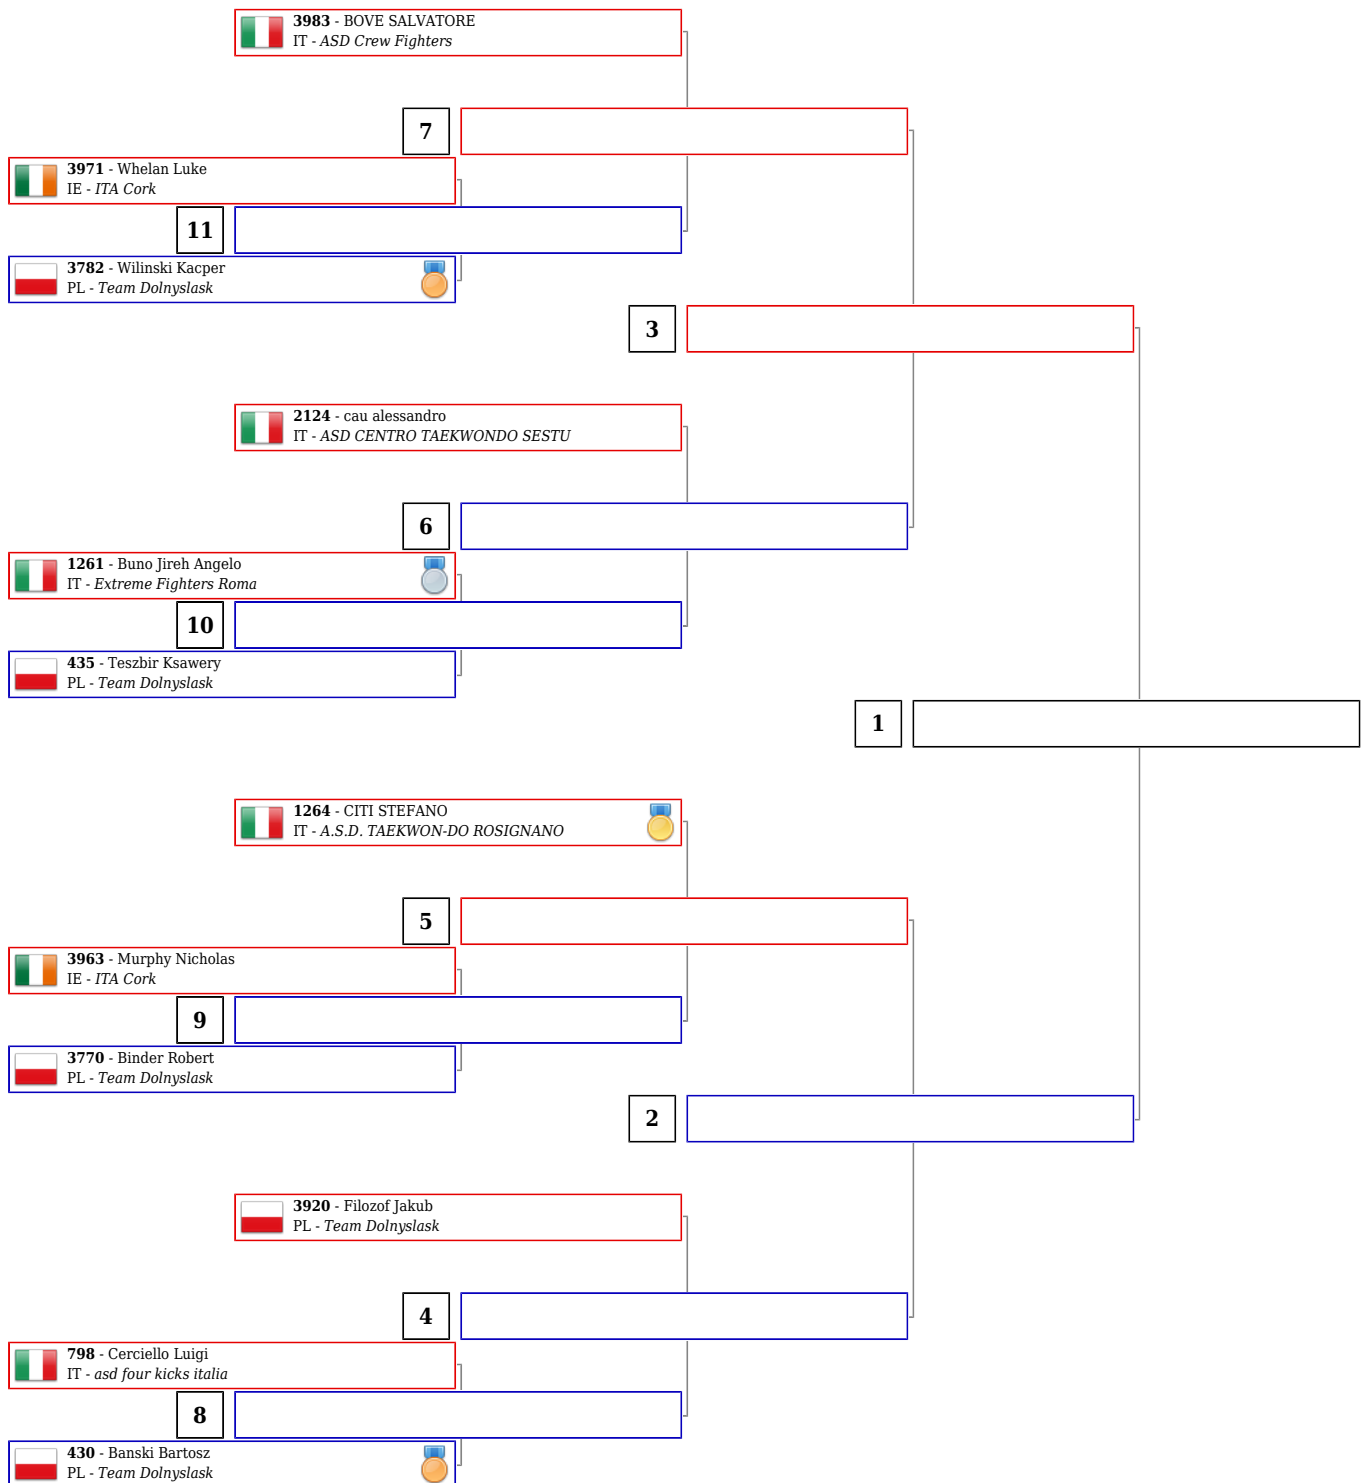 3983 - BOVE SALVATORE
IT - ASD Crew Fighters
7
3971 - Whelan Luke
IE - ITA Cork
11
3782 - Wilinski Kacper
PL - Team Dolnyslask
3
2124 - cau alessandro
IT - ASD CENTRO TAEKWONDO SESTU
6
1261 - Buno Jireh Angelo
IT - Extreme Fighters Roma
10
435 - Teszbir Ksawery
PL - Team Dolnyslask
1
1264 - CITI STEFANO
IT - A.S.D. TAEKWON-DO ROSIGNANO
5
3963 - Murphy Nicholas
IE - ITA Cork
9
3770 - Binder Robert
PL - Team Dolnyslask
2
3920 - Filozof Jakub
PL - Team Dolnyslask
4
798 - Cerciello Luigi
IT - asd four kicks italia
8
430 - Banski Bartosz
PL - Team Dolnyslask